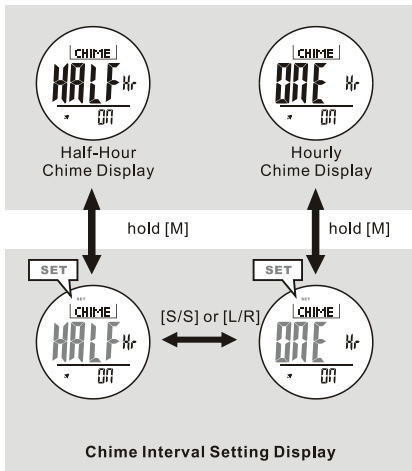 CHIME
HALF Hr
ON
CHIME
ONE Hr
ON
Half-Hour
Chime Display
Hourly
Chime Display
hold [M]
hold [M]
SET
SET
SET
CHIME
HALF Hr
ON
[S/S] or [L/R]
SET
CHIME
ONE Hr
ON
Chime Interval Setting Display